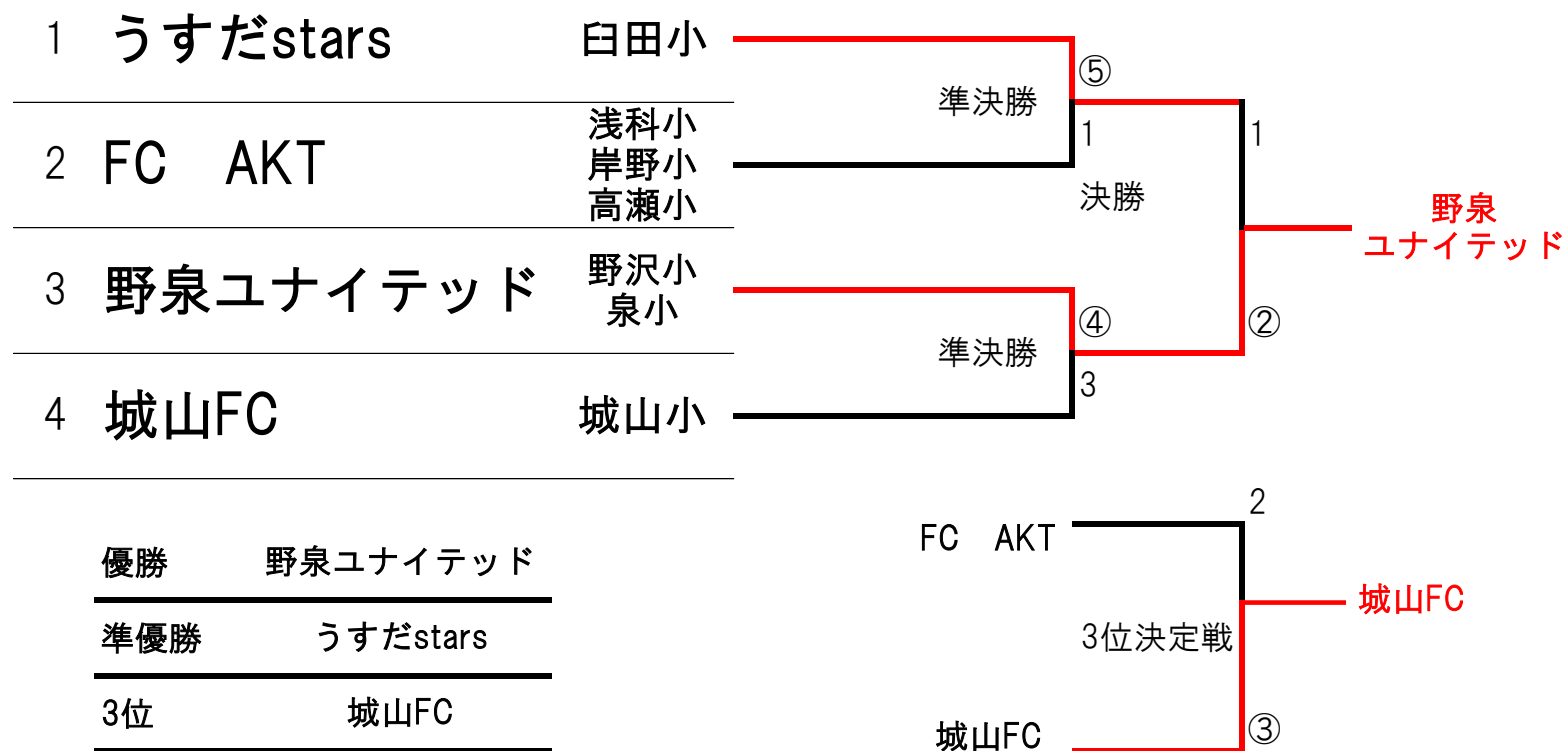 1 うすだstars 臼田小
⑤
準決勝
浅科小
2 FC AKT 岸野小
高瀬小
1
1
決勝
野泉
ユナイテッド
3 野泉ユナイテッド 野沢小
泉小
④
②
準決勝
3
4 城山FC 城山小
2
FC AKT
優勝 野泉ユナイテッド
城山FC
準優勝 うすだstars
3位決定戦
3位 城山FC
城山FC
③